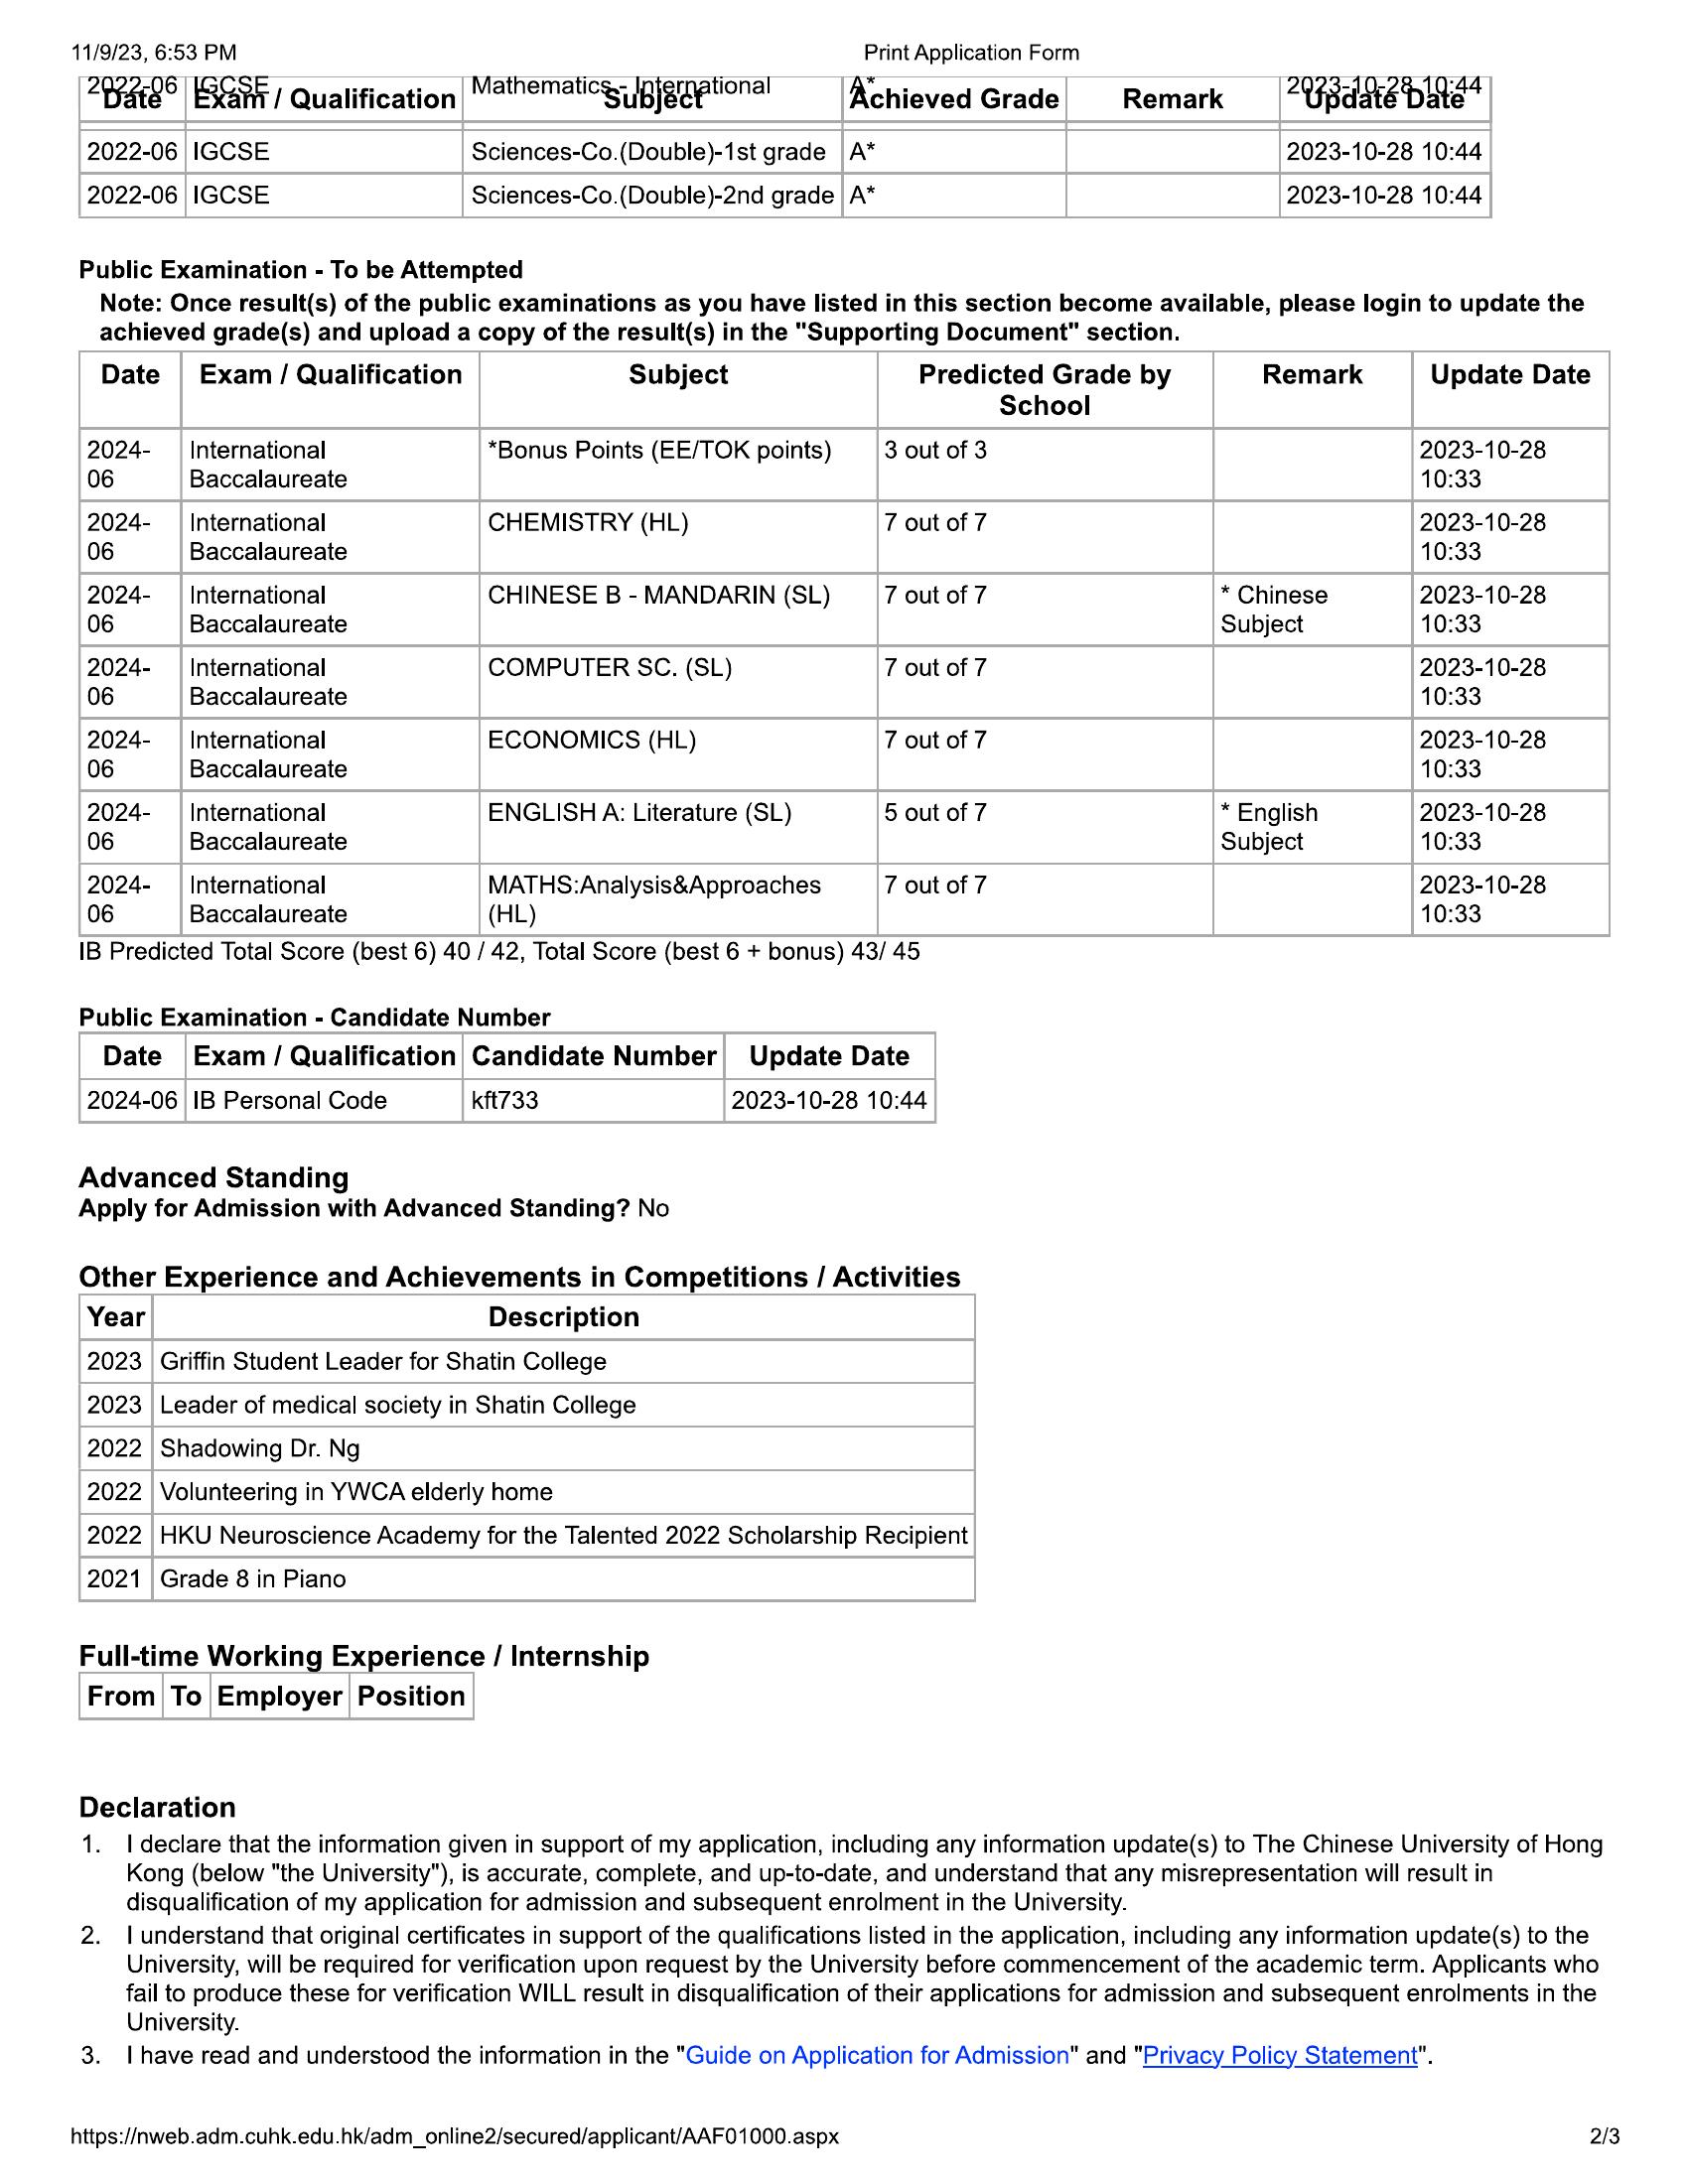 11/9/23, 6:53 PM Print Application Form
2022-06 IGCSE Mathematics - International A* 2023-10-28 10:44
Date Exam / Qualification Subject Achieved Grade Remark Update Date
2022-06 IGCSE Sciences-Co.(Double)-1st grade A* 2023-10-28 10:44
2022-06 IGCSE Sciences-Co.(Double)-2nd grade A* 2023-10-28 10:44
Public Examination - To be Attempted
Note: Once result(s) of the public examinations as you have listed in this section become available, please login to update the
achieved grade(s) and upload a copy of the result(s) in the "Supporting Document" section.
Date Exam / Qualification Subject Predicted Grade by Remark Update Date
School
2024- International *Bonus Points (EE/TOK points) 3 out of 3 2023-10-28
06 Baccalaureate 10:33
2024- International CHEMISTRY (HL) 7 out of 7 2023-10-28
06 Baccalaureate 10:33
2024- International CHINESE B - MANDARIN (SL) 7 out of 7 * Chinese 2023-10-28
06 Baccalaureate Subject 10:33
2024- International COMPUTER SC. (SL) 7 out of 7 2023-10-28
06 Baccalaureate 10:33
2024- International ECONOMICS (HL) 7 out of 7 2023-10-28
06 Baccalaureate 10:33
2024- International ENGLISH A: Literature (SL) 5 out of 7 * English 2023-10-28
06 Baccalaureate Subject 10:33
2024- International MATHS:Analysis&Approaches 7 out of 7 2023-10-28
06 Baccalaureate (HL) 10:33
IB Predicted Total Score (best 6) 40 / 42, Total Score (best 6 + bonus) 43/ 45
Public Examination - Candidate Number
Date Exam / Qualification Candidate Number Update Date
2024-06 IB Personal Code kft733 2023-10-28 10:44
Advanced Standing
Apply for Admission with Advanced Standing? No
Other Experience and Achievements in Competitions / Activities
Year Description
2023 Griffin Student Leader for Shatin College
2023 Leader of medical society in Shatin College
2022 Shadowing Dr. Ng
2022 Volunteering in YWCA elderly home
2022 HKU Neuroscience Academy for the Talented 2022 Scholarship Recipient
2021 Grade 8 in Piano
Full-time Working Experience / Internship
From To Employer Position
Declaration
1. I declare that the information given in support of my application, including any information update(s) to The Chinese University of Hong
Kong (below "the University"), is accurate, complete, and up-to-date, and understand that any misrepresentation will result in
disqualification of my application for admission and subsequent enrolment in the University.
2. I understand that original certificates in support of the qualifications listed in the application, including any information update(s) to the
University, will be required for verification upon request by the University before commencement of the academic term. Applicants who
fail to produce these for verification WILL result in disqualification of their applications for admission and subsequent enrolments in the
University.
3. I have read and understood the information in the "Guide on Application for Admission" and "Privacy Policy Statement".
https://nweb.adm.cuhk.edu.hk/adm_online2/secured/applicant/AAF01000.aspx 2/3